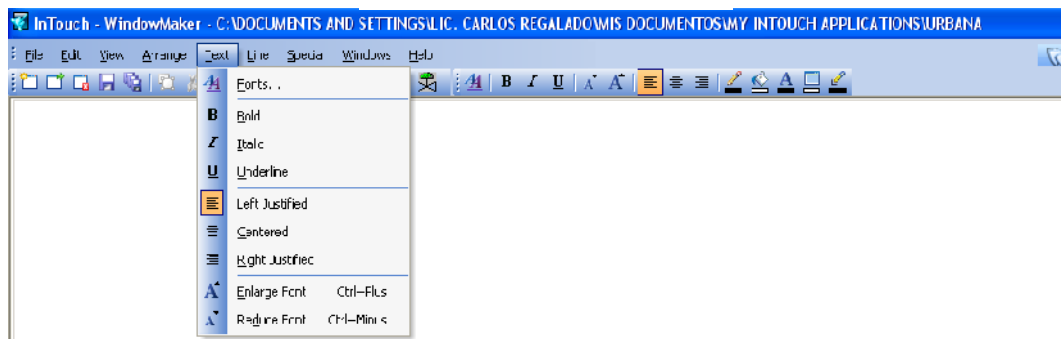 InTouch - WindowMaker - C:\DOCUMENTS AND SETTINGS\LIC. CARLOS REGALADO\MIS DOCUMENTOS\MY INTOUCH APPLICATIONS\URBANA
File Edit View Arrange Text Line Special Windows Help
Fonts...
B Bold
I Italic
U Underline
Left Justified
Centered
Right Justified
Enlarge Font Ctrl+Plus
Reduce Font Ctrl+Minus